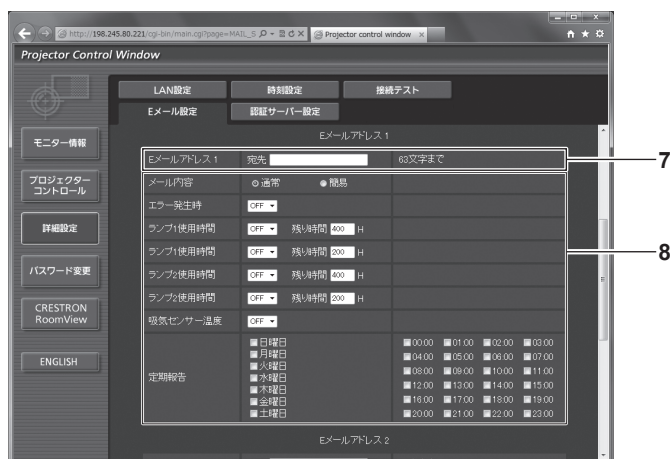 http://198.245.80.221/cgi-bin/main.cgi?page=MAIL_S
Projector control window
Projector Control Window
LAN設定 時刻設定 接続テスト
Eメール設定 認証サーバー設定
モニター情報
プロジェクター
コントロール
詳細設定
パスワード変更
CRESTRON
RoomView
ENGLISH
Eメールアドレス 1
Eメールアドレス 1 宛先 63文字まで
7
メール内容 通常 簡易
エラー発生時 OFF
ランプ1使用時間 OFF 残り時間 400 H
ランプ1使用時間 OFF 残り時間 200 H
8
ランプ2使用時間 OFF 残り時間 400 H
ランプ2使用時間 OFF 残り時間 200 H
吸気センサー温度 OFF
定期報告
日曜日
月曜日
火曜日
水曜日
木曜日
金曜日
土曜日
00:00 01:00 02:00 03:00
04:00 05:00 06:00 07:00
08:00 09:00 10:00 11:00
12:00 13:00 14:00 15:00
16:00 17:00 18:00 19:00
20:00 21:00 22:00 23:00
Eメールアドレス 2